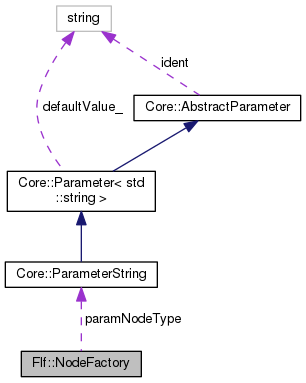 string
ident
defaultValue_
Core::AbstractParameter
Core::Parameter< std
::string >
Core::ParameterString
paramNodeType
Flf::NodeFactory